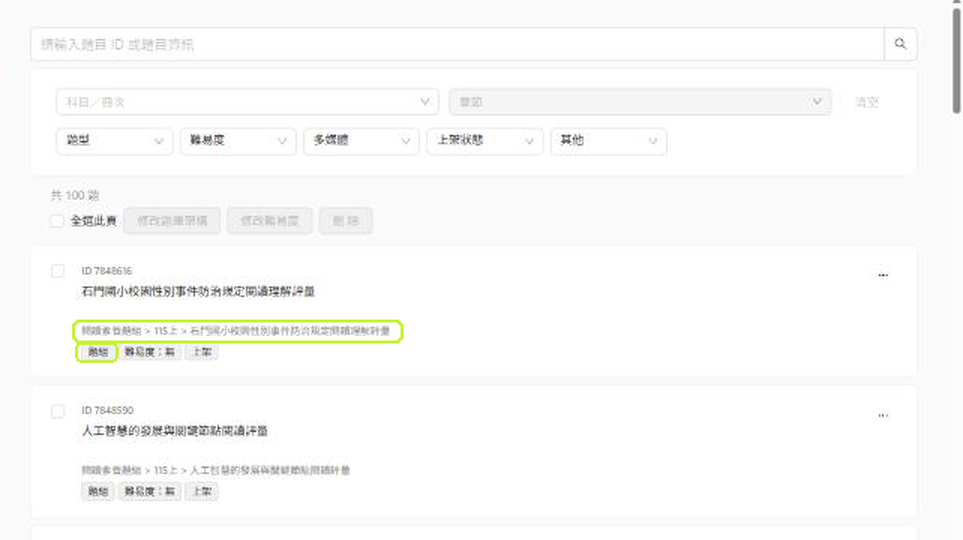 請輸入題目 ID 或題目資訊
科目／冊次
章節
清空
題型
難易度
多媒體
上架狀態
其他
共 100 題
全選此頁
修改題庫架構
修改難易度
刪 除
ID 7848616
...
石門國小校園性別事件防治規定閱讀理解評量
閱讀素養題組 > 115上 > 石門國小校園性別事件防治規定閱讀理解評量
題組
難易度：無
上架
ID 7848590
...
人工智慧的發展與關鍵節點閱讀評量
閱讀素養題組 > 115上 > 人工智慧的發展與關鍵節點閱讀評量
題組
難易度：無
上架